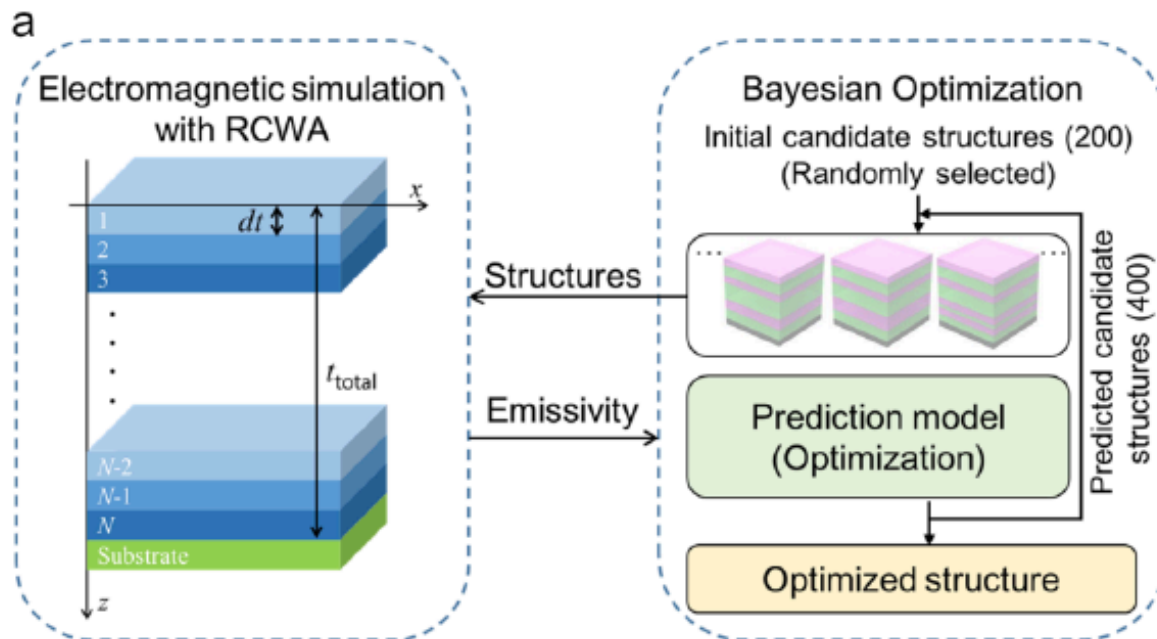 a
Electromagnetic simulation
with RCWA
x
1
dt
2
3
t_total
N-2
N-1
N
Substrate
z
Structures
Emissivity
Bayesian Optimization
Initial candidate structures (200)
(Randomly selected)
Prediction model
(Optimization)
Predicted candidate
structures (400)
Optimized structure